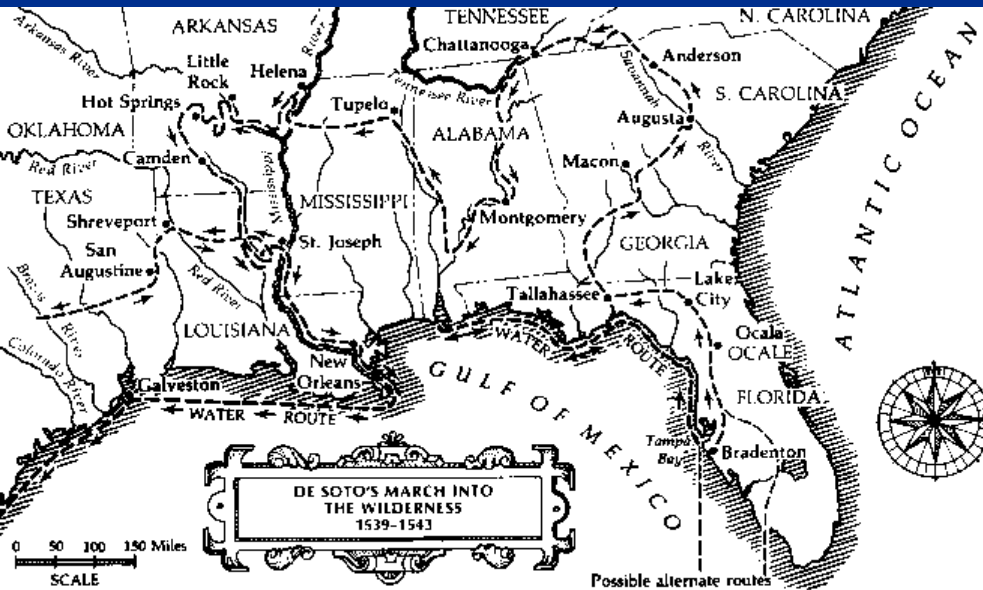 TENNESSEE
N. CAROLINA
ARKANSAS
Arkansas River
River
Chattanooga
Little
Rock
Helena
Anderson
Tennessee River
Savannah
River
Hot Springs
Tupelo
S. CAROLINA
OKLAHOMA
ALABAMA
Augusta
Camden
Red River
Macon
Mississippi
TEXAS
MISSISSIPPI
Montgomery
Shreveport
St. Joseph
GEORGIA
San
Augustine
Lake
City
Brazos
River
Red River
Tallahassee
LOUISIANA
WATER
ROUTE
Ocala
OCALE
Colorado River
New
Orleans
Galveston
FLORIDA
WATER ROUTE
GULF OF MEXICO
ATLANTIC OCEAN
Tampa
Bay
Bradenton
DE SOTO'S MARCH INTO
THE WILDERNESS
1539–1543
0 50 100 150 Miles
SCALE
Possible alternate routes